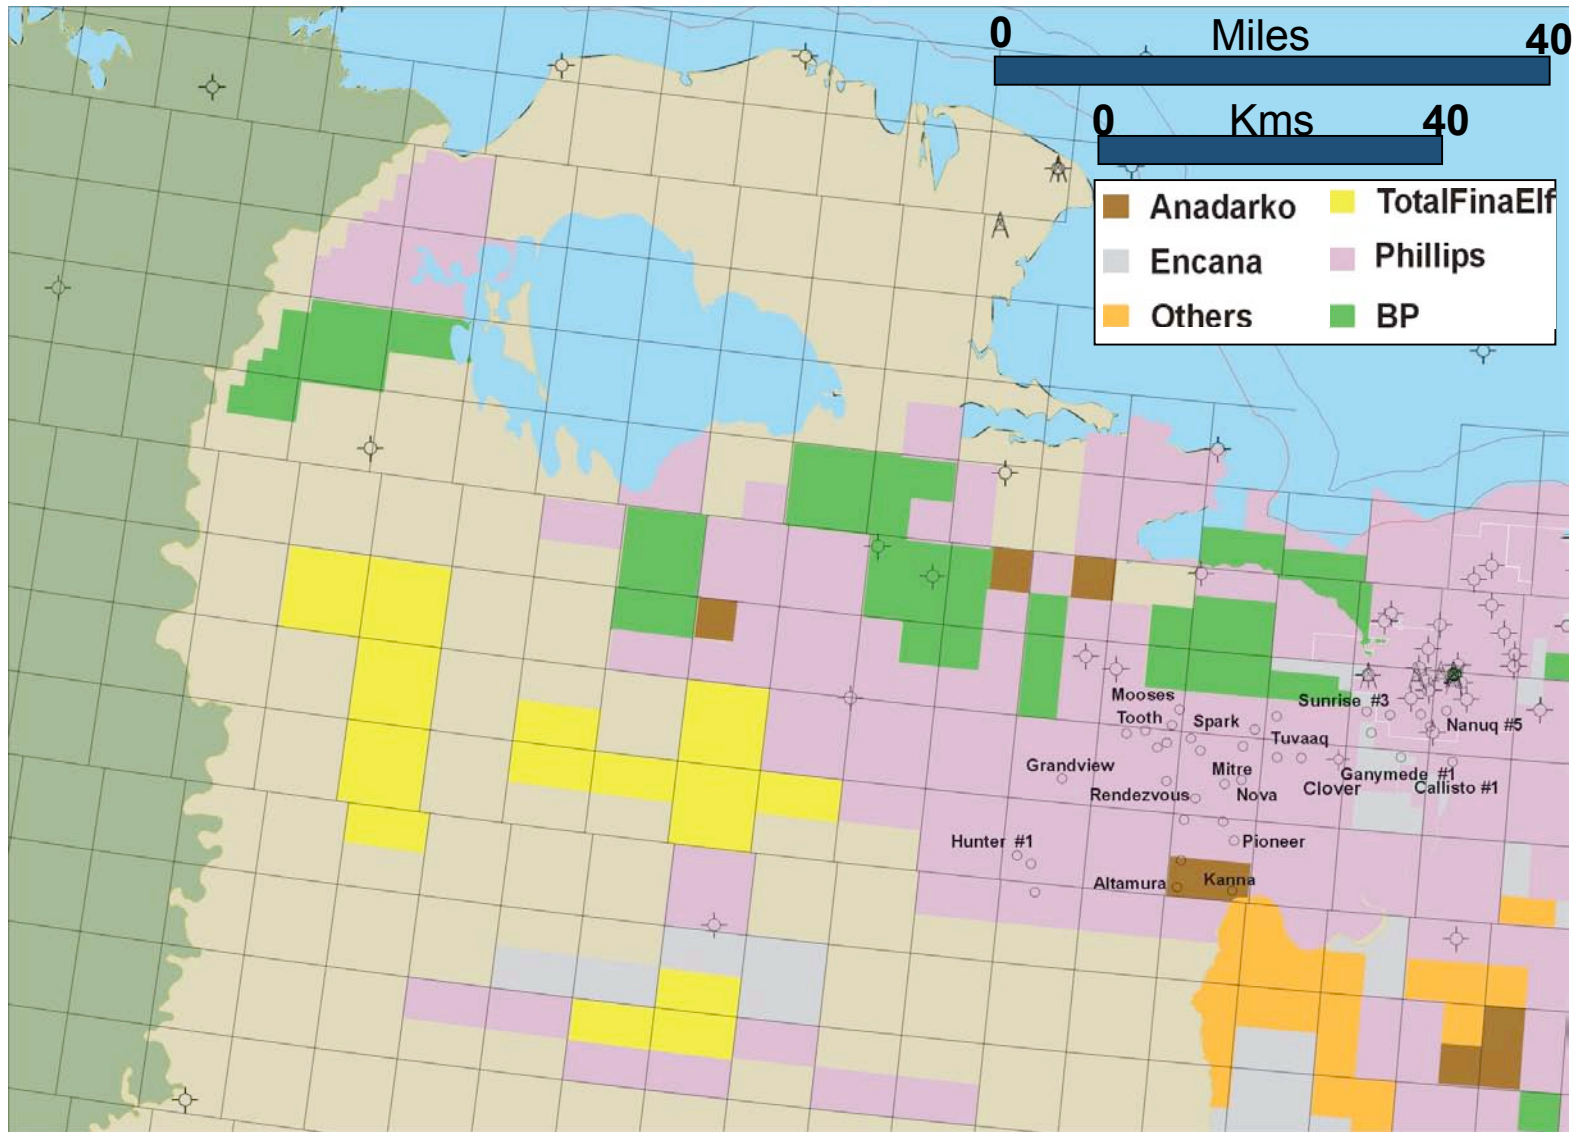 0 Miles 40
0 Kms 40
Anadarko TotalFinaElf
Encana Phillips
Others BP
Mooses
Sunrise #3
Tooth Spark Nanuq #5
Tuvaaq
Grandview Mitre Ganymede #1
Rendezvous Nova Clover Callisto #1
Hunter #1 Pioneer
Altamura Kanna